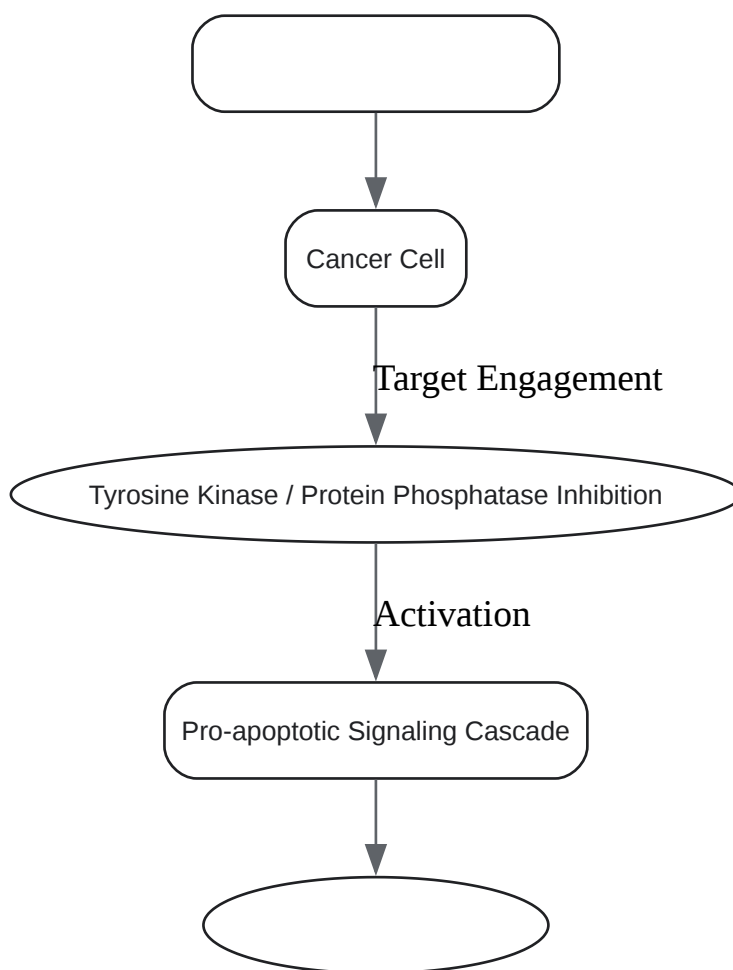 Cancer Cell
Target Engagement
Tyrosine Kinase / Protein Phosphatase Inhibition
Activation
Pro-apoptotic Signaling Cascade